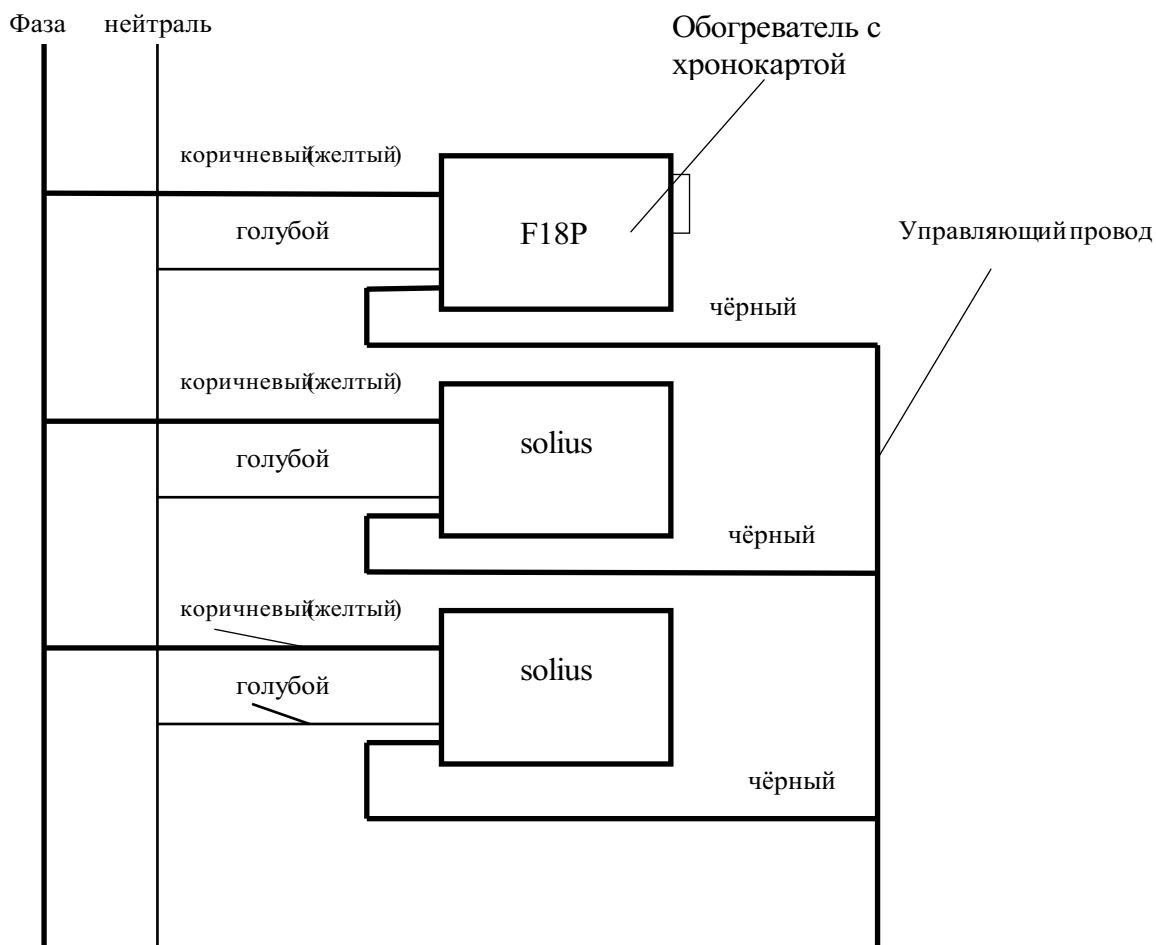 Фаза нейтраль
Обогреватель с
хронокартой
коричневый(желтый)
голубой
F18P
Управляющий провод
чёрный
коричневый(желтый)
solius
голубой
чёрный
коричневый(желтый)
solius
голубой
чёрный